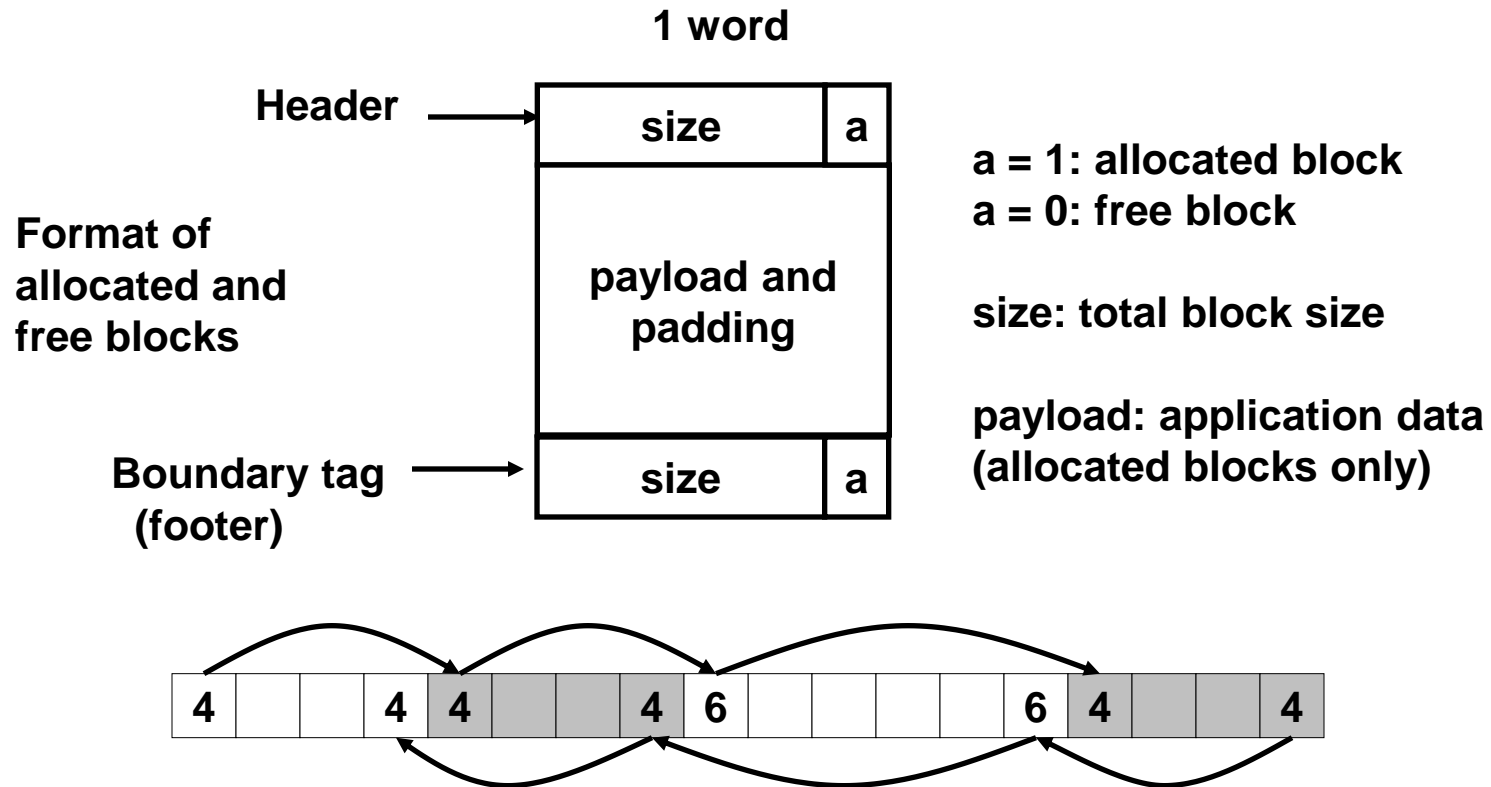 1 word
Header
size a
a = 1: allocated block
a = 0: free block
Format of
allocated and
free blocks
payload and
padding
size: total block size
payload: application data
(allocated blocks only)
Boundary tag
(footer)
size a
4 4 4 4 6 6 4 4